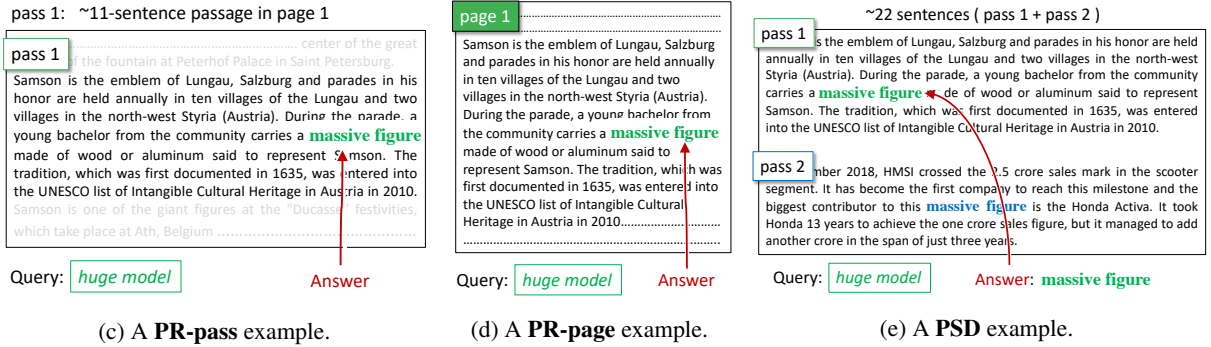 pass 1: ~11-sentence passage in page 1
pass 1
center of the great
of the fountain at Peterhof Palace in Saint Petersburg.
Samson is the emblem of Lungau, Salzburg and parades in his
honor are held annually in ten villages of the Lungau and two
villages in the north-west Styria (Austria). During the parade, a
young bachelor from the community carries a massive figure
made of wood or aluminum said to represent Samson. The
tradition, which was first documented in 1635, was entered into
the UNESCO list of Intangible Cultural Heritage in Austria in 2010.
Samson is one of the giant figures at the "Ducasse" festivities,
which take place at Ath, Belgium
Query: huge model
Answer
(c) A PR-pass example.
page 1
Samson is the emblem of Lungau, Salzburg
and parades in his honor are held annually
in ten villages of the Lungau and two
villages in the north-west Styria (Austria).
During the parade, a young bachelor from
the community carries a massive figure
made of wood or aluminum said to
represent Samson. The tradition, which was
first documented in 1635, was entered into
the UNESCO list of Intangible Cultural
Heritage in Austria in 2010
Query: huge model
Answer
(d) A PR-page example.
~22 sentences ( pass 1 + pass 2 )
pass 1
is the emblem of Lungau, Salzburg and parades in his honor are held
annually in ten villages of the Lungau and two villages in the north-west
Styria (Austria). During the parade, a young bachelor from the community
carries a massive figure de of wood or aluminum said to represent
Samson. The tradition, which was first documented in 1635, was entered
into the UNESCO list of Intangible Cultural Heritage in Austria in 2010.
pass 2
mber 2018, HMSI crossed the 2.5 crore sales mark in the scooter
segment. It has become the first company to reach this milestone and the
biggest contributor to this massive figure is the Honda Activa. It took
Honda 13 years to achieve the one crore sales figure, but it managed to add
another crore in the span of just three years.
Query: huge model
Answer: massive figure
(e) A PSD example.